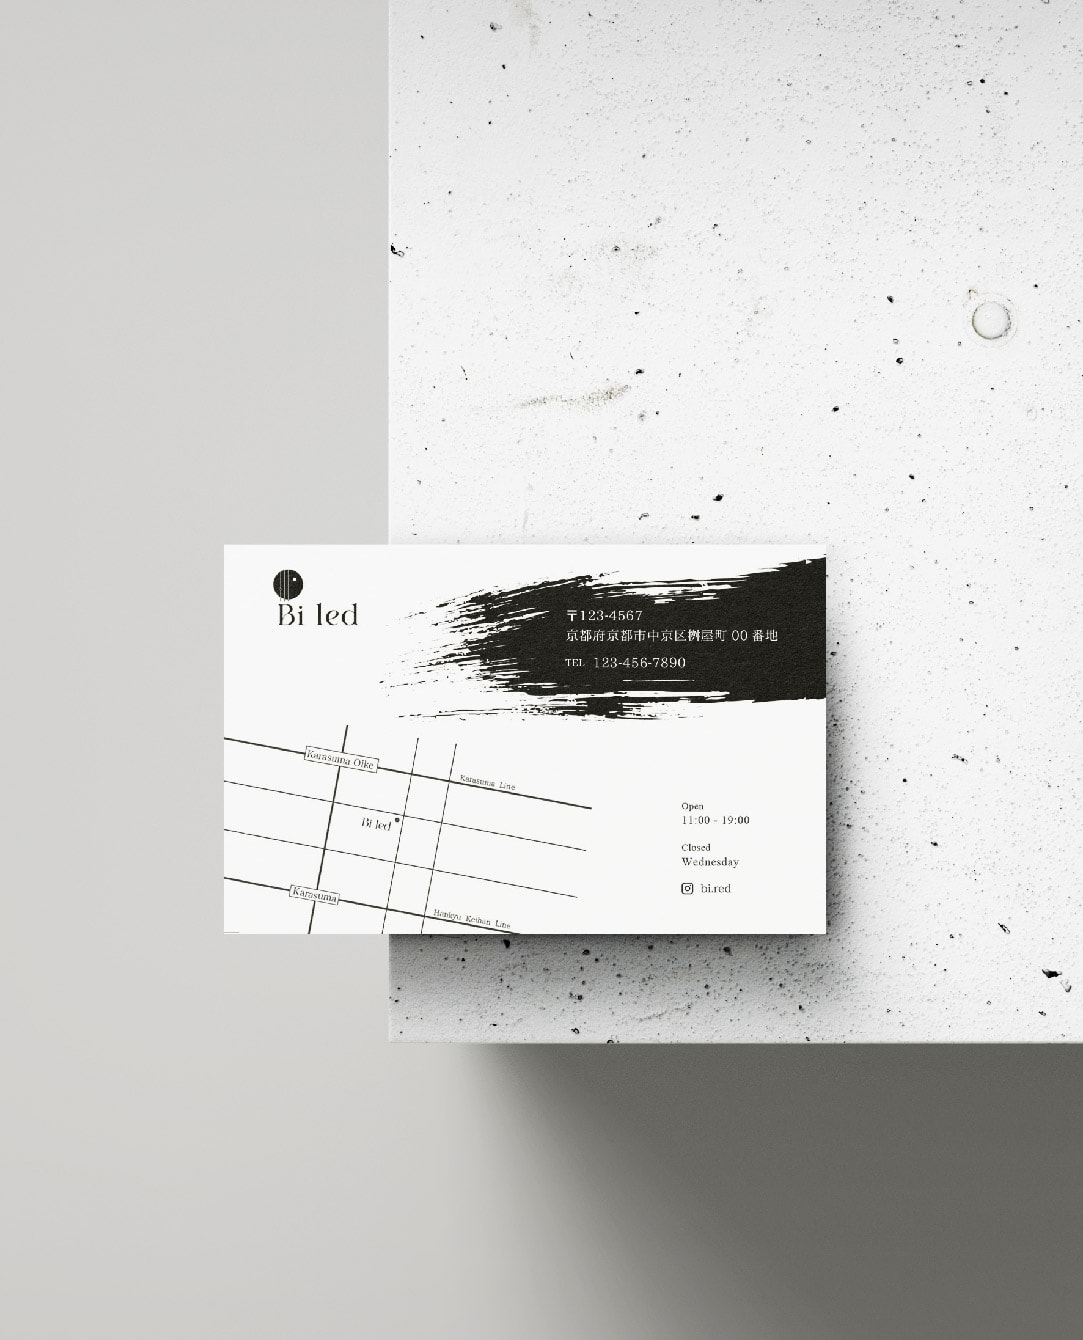 Bi led
〒123-4567
京都府京都市中京区桝屋町 00 番地
TEL 123-456-7890
Karasuma Oike
Karasuma Line
Bi led
Karasuma
Hankyu Keihan Line
Open
11:00 - 19:00
Closed
Wednesday
bi.red